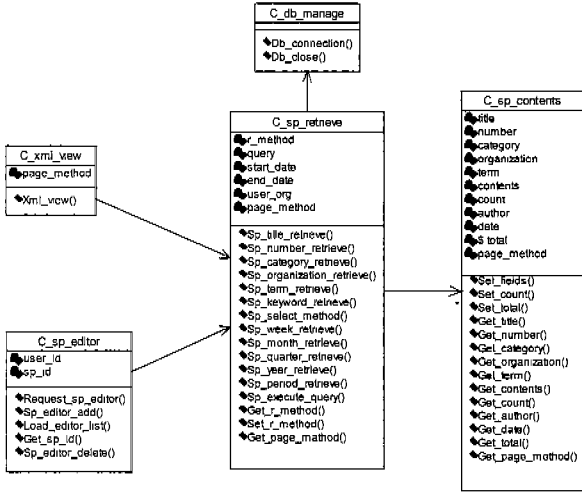 C_db_manage
Db_connection()
Db_close()
C_sp_retrieve
r_method
query
start_date
end_date
user_org
page_method
Sp_title_retrieve()
Sp_number_retrieve()
Sp_category_retrieve()
Sp_organization_retrieve()
Sp_term_retrieve()
Sp_keyword_retrieve()
Sp_select_method()
Sp_week_retrieve()
Sp_month_retrieve()
Sp_quarter_retrieve()
Sp_year_retrieve()
Sp_period_retrieve()
Sp_execute_query()
Get_r_method()
Set_r_method()
Get_page_mathod()
C_xml_view
page_method
Xml_view()
C_sp_editor
user_id
sp_id
Request_sp_editor()
Sp_editor_add()
Load_editor_list()
Get_sp_id()
Sp_editor_delete()
C_sp_contents
title
number
category
organization
term
contents
count
author
date
$ total
page_method
Set_fields()
Set_count()
Set_total()
Get_title()
Get_number()
Get_category()
Get_organization()
Get_term()
Get_contents()
Get_count()
Get_author()
Get_date()
Get_total()
Get_page_method()